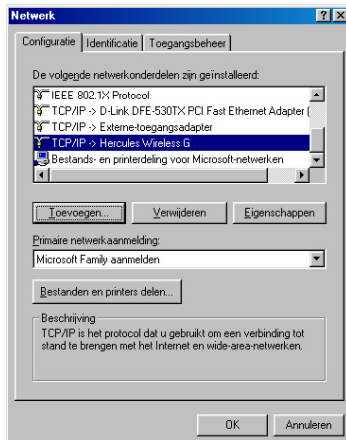 Netwerk
Configuratie Identificatie Toegangsbeheer
De volgende netwerkonderdelen zijn geïnstalleerd:
IEEE 802.1X Protocol
TCP/IP -> D-Link DFE-530TX PCI Fast Ethernet Adapter (
TCP/IP -> Externe-toegangsadapter
TCP/IP -> Hercules Wireless G
Bestands- en printerdeling voor Microsoft-netwerken
Toevoegen... Verwijderen Eigenschappen
Primaire netwerkaanmelding:
Microsoft Family aanmelden
Bestanden en printers delen...
Beschrijving
TCP/IP is het protocol dat u gebruikt om een verbinding tot
stand te brengen met het Internet en wide-area-netwerken.
OK Annuleren